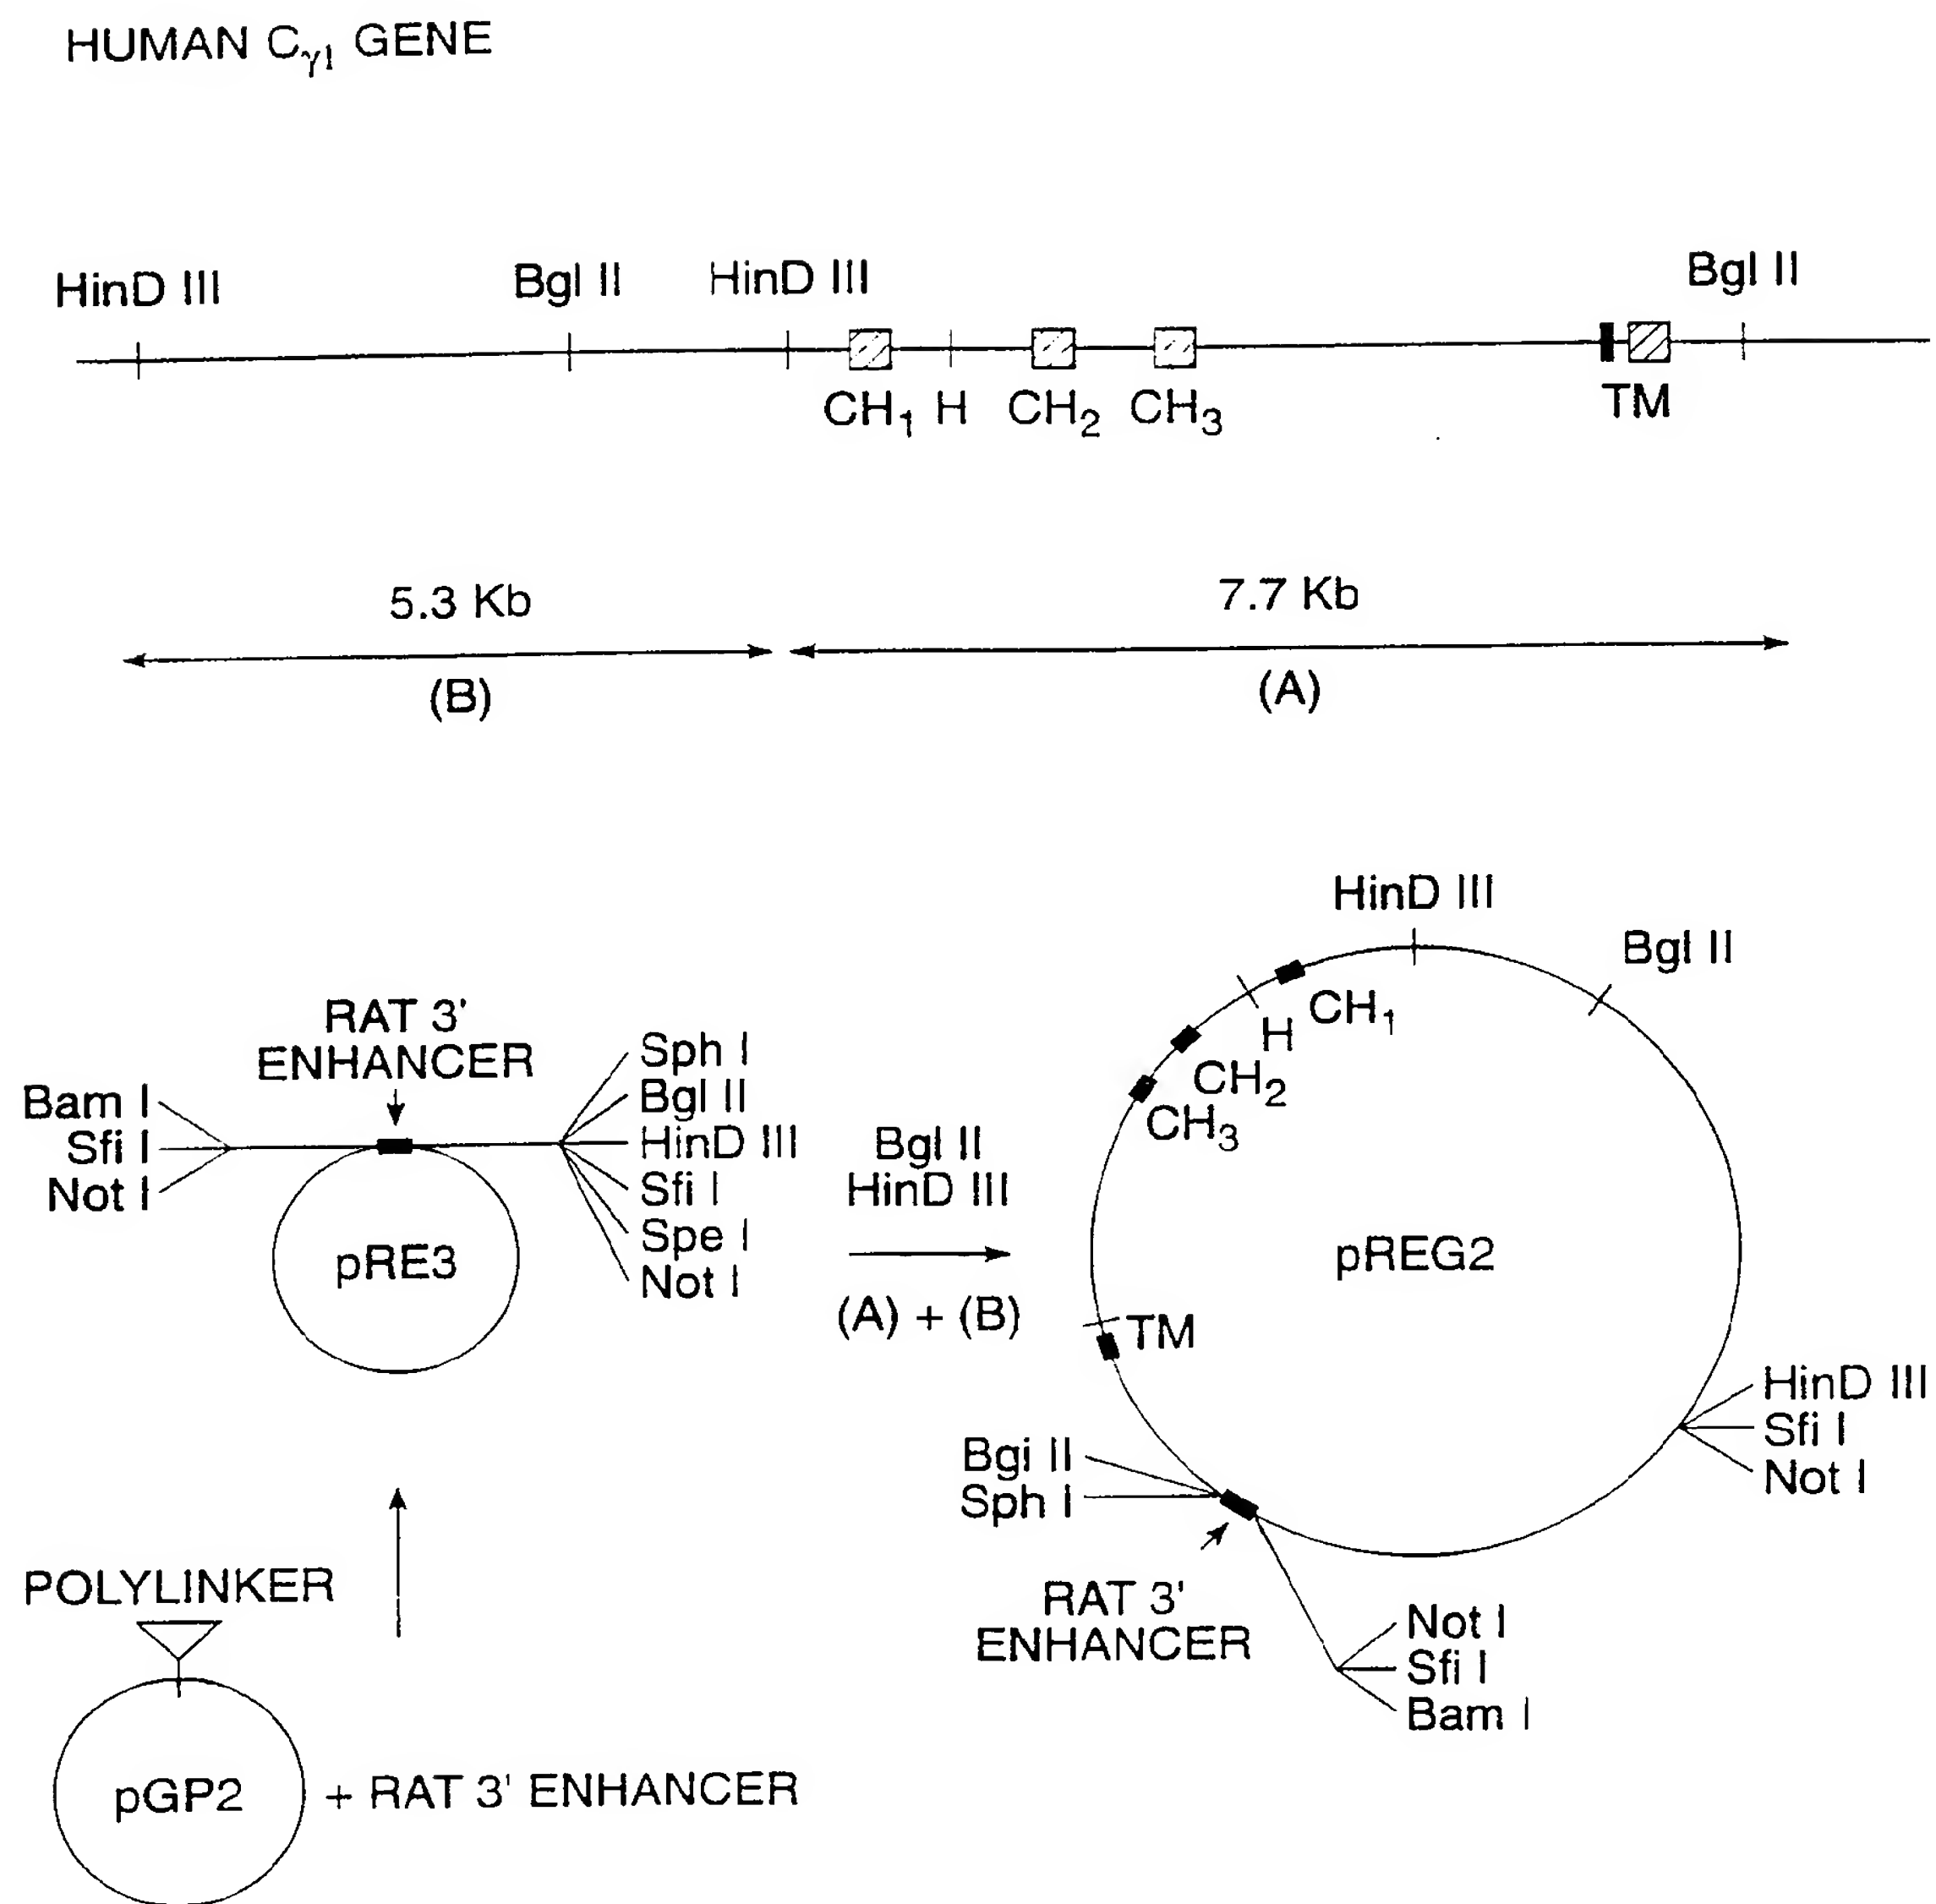 HUMAN Cγ1 GENE
HinD III
Bgl II
HinD III
Bgl II
CH1
H
CH2
CH3
TM
5.3 Kb
7.7 Kb
(B)
(A)
RAT 3'
ENHANCER
Bam I
Sfi I
Not I
Sph I
Bgl II
HinD III
Sfi I
Spe I
Not I
pRE3
Bgl II
HinD III
(A) + (B)
HinD III
Bgl II
CH1
H
CH2
CH3
pREG2
TM
HinD III
Sfi I
Not I
Bgi II
Sph I
RAT 3'
ENHANCER
Not I
Sfi I
Bam I
POLYLINKER
pGP2
+ RAT 3' ENHANCER